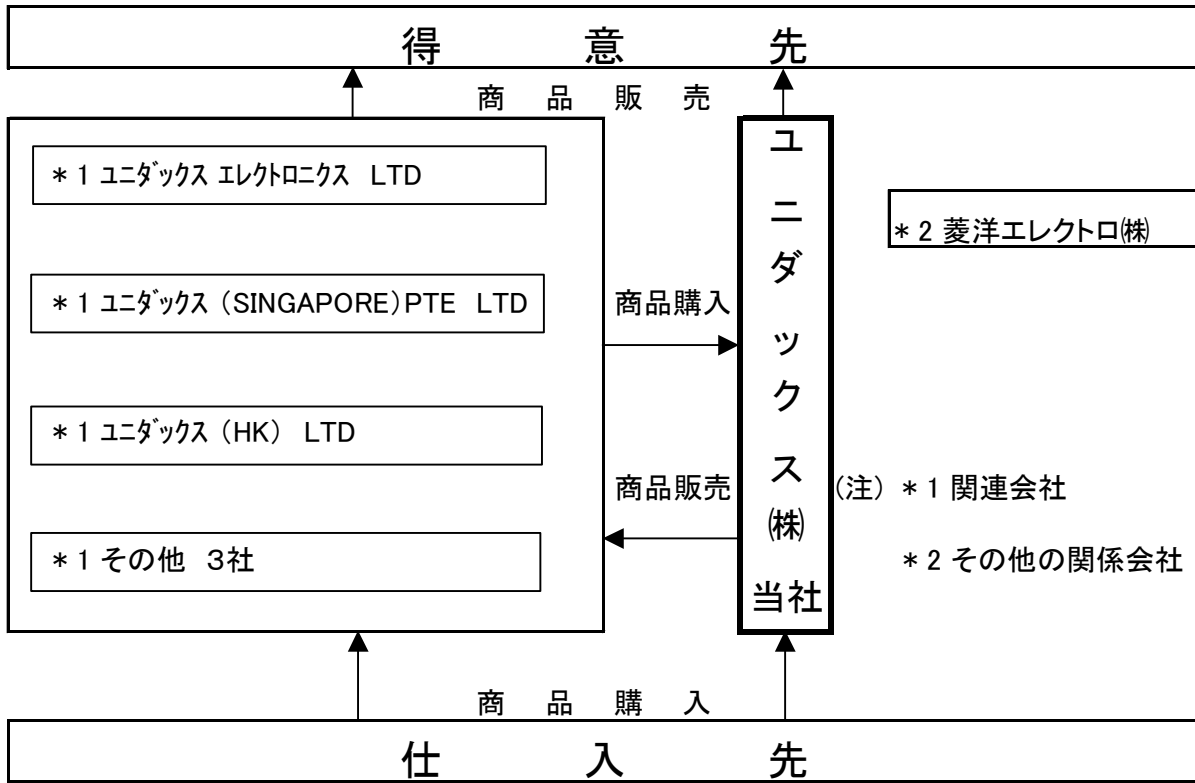 得意先
商品販売
*1 ユニダックス エレクトロニクス LTD
*1 ユニダックス (SINGAPORE)PTE LTD
*1 ユニダックス (HK) LTD
*1 その他 3社
商品購入
商品販売
ユニダックス㈱当社
*2 菱洋エレクトロ㈱
(注) *1 関連会社
*2 その他の関係会社
商品購入
仕入先